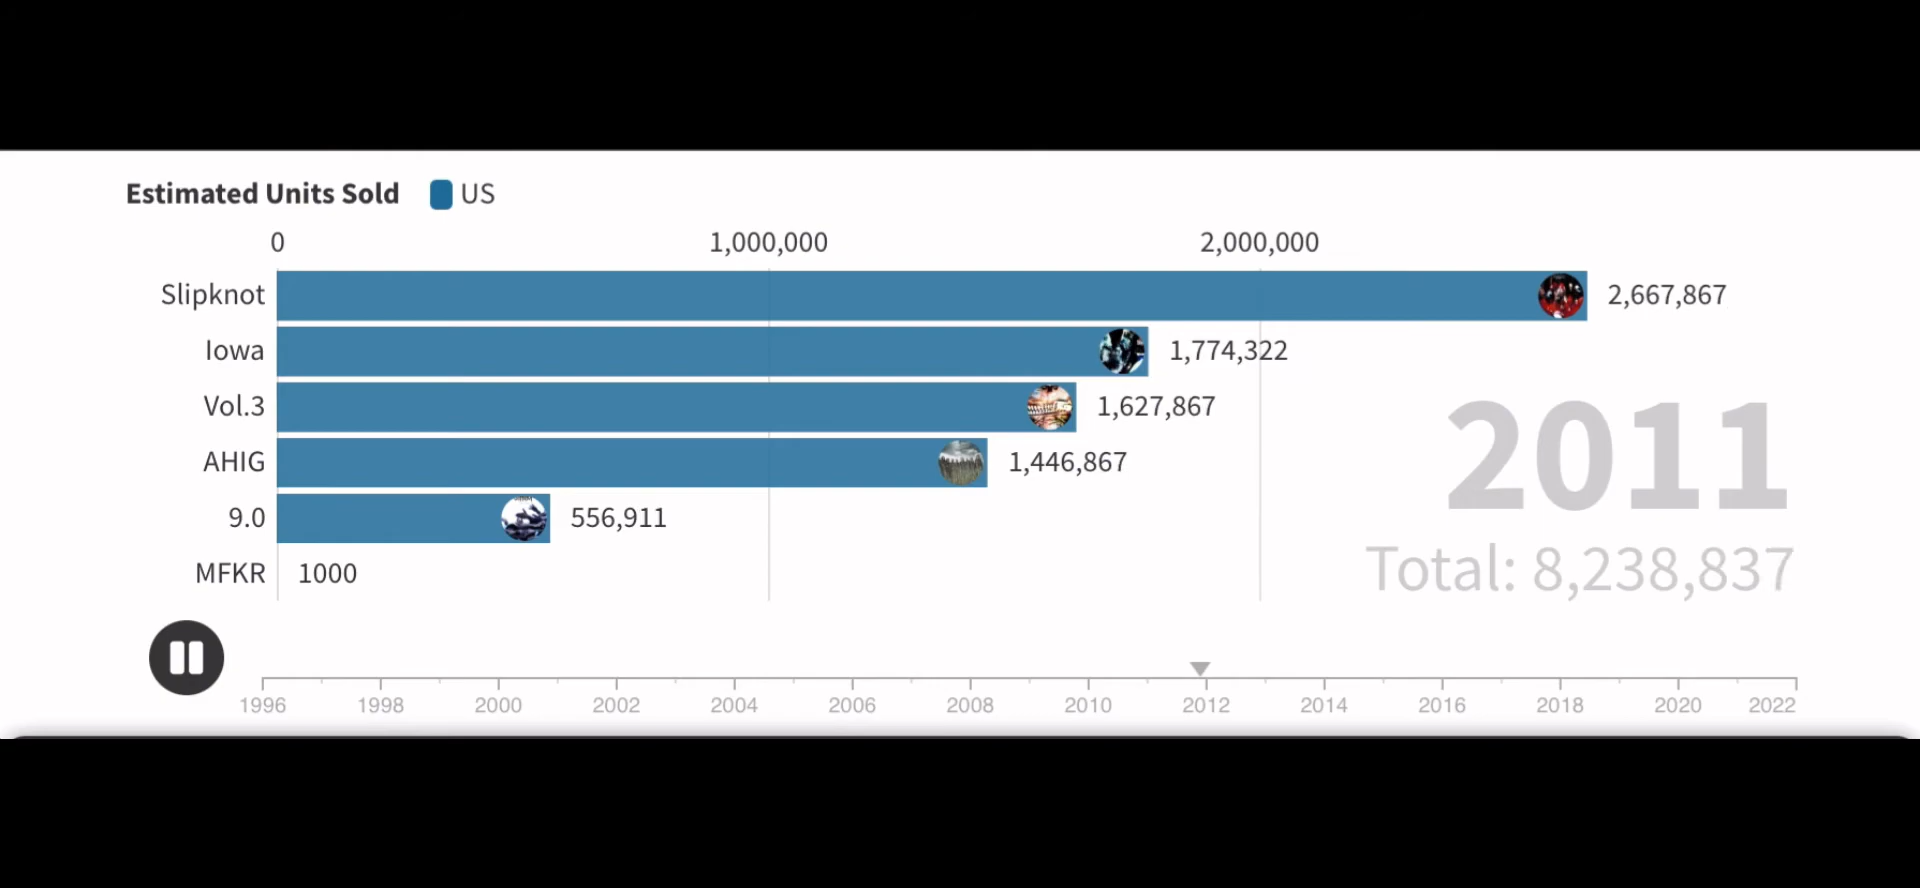 Estimated Units Sold US
0 1,000,000 2,000,000
Slipknot 2,667,867
Iowa 1,774,322
Vol.3 1,627,867
AHIG 1,446,867
9.0 556,911
MFKR 1000
2011
Total: 8,238,837
1996 1998 2000 2002 2004 2006 2008 2010 2012 2014 2016 2018 2020 2022